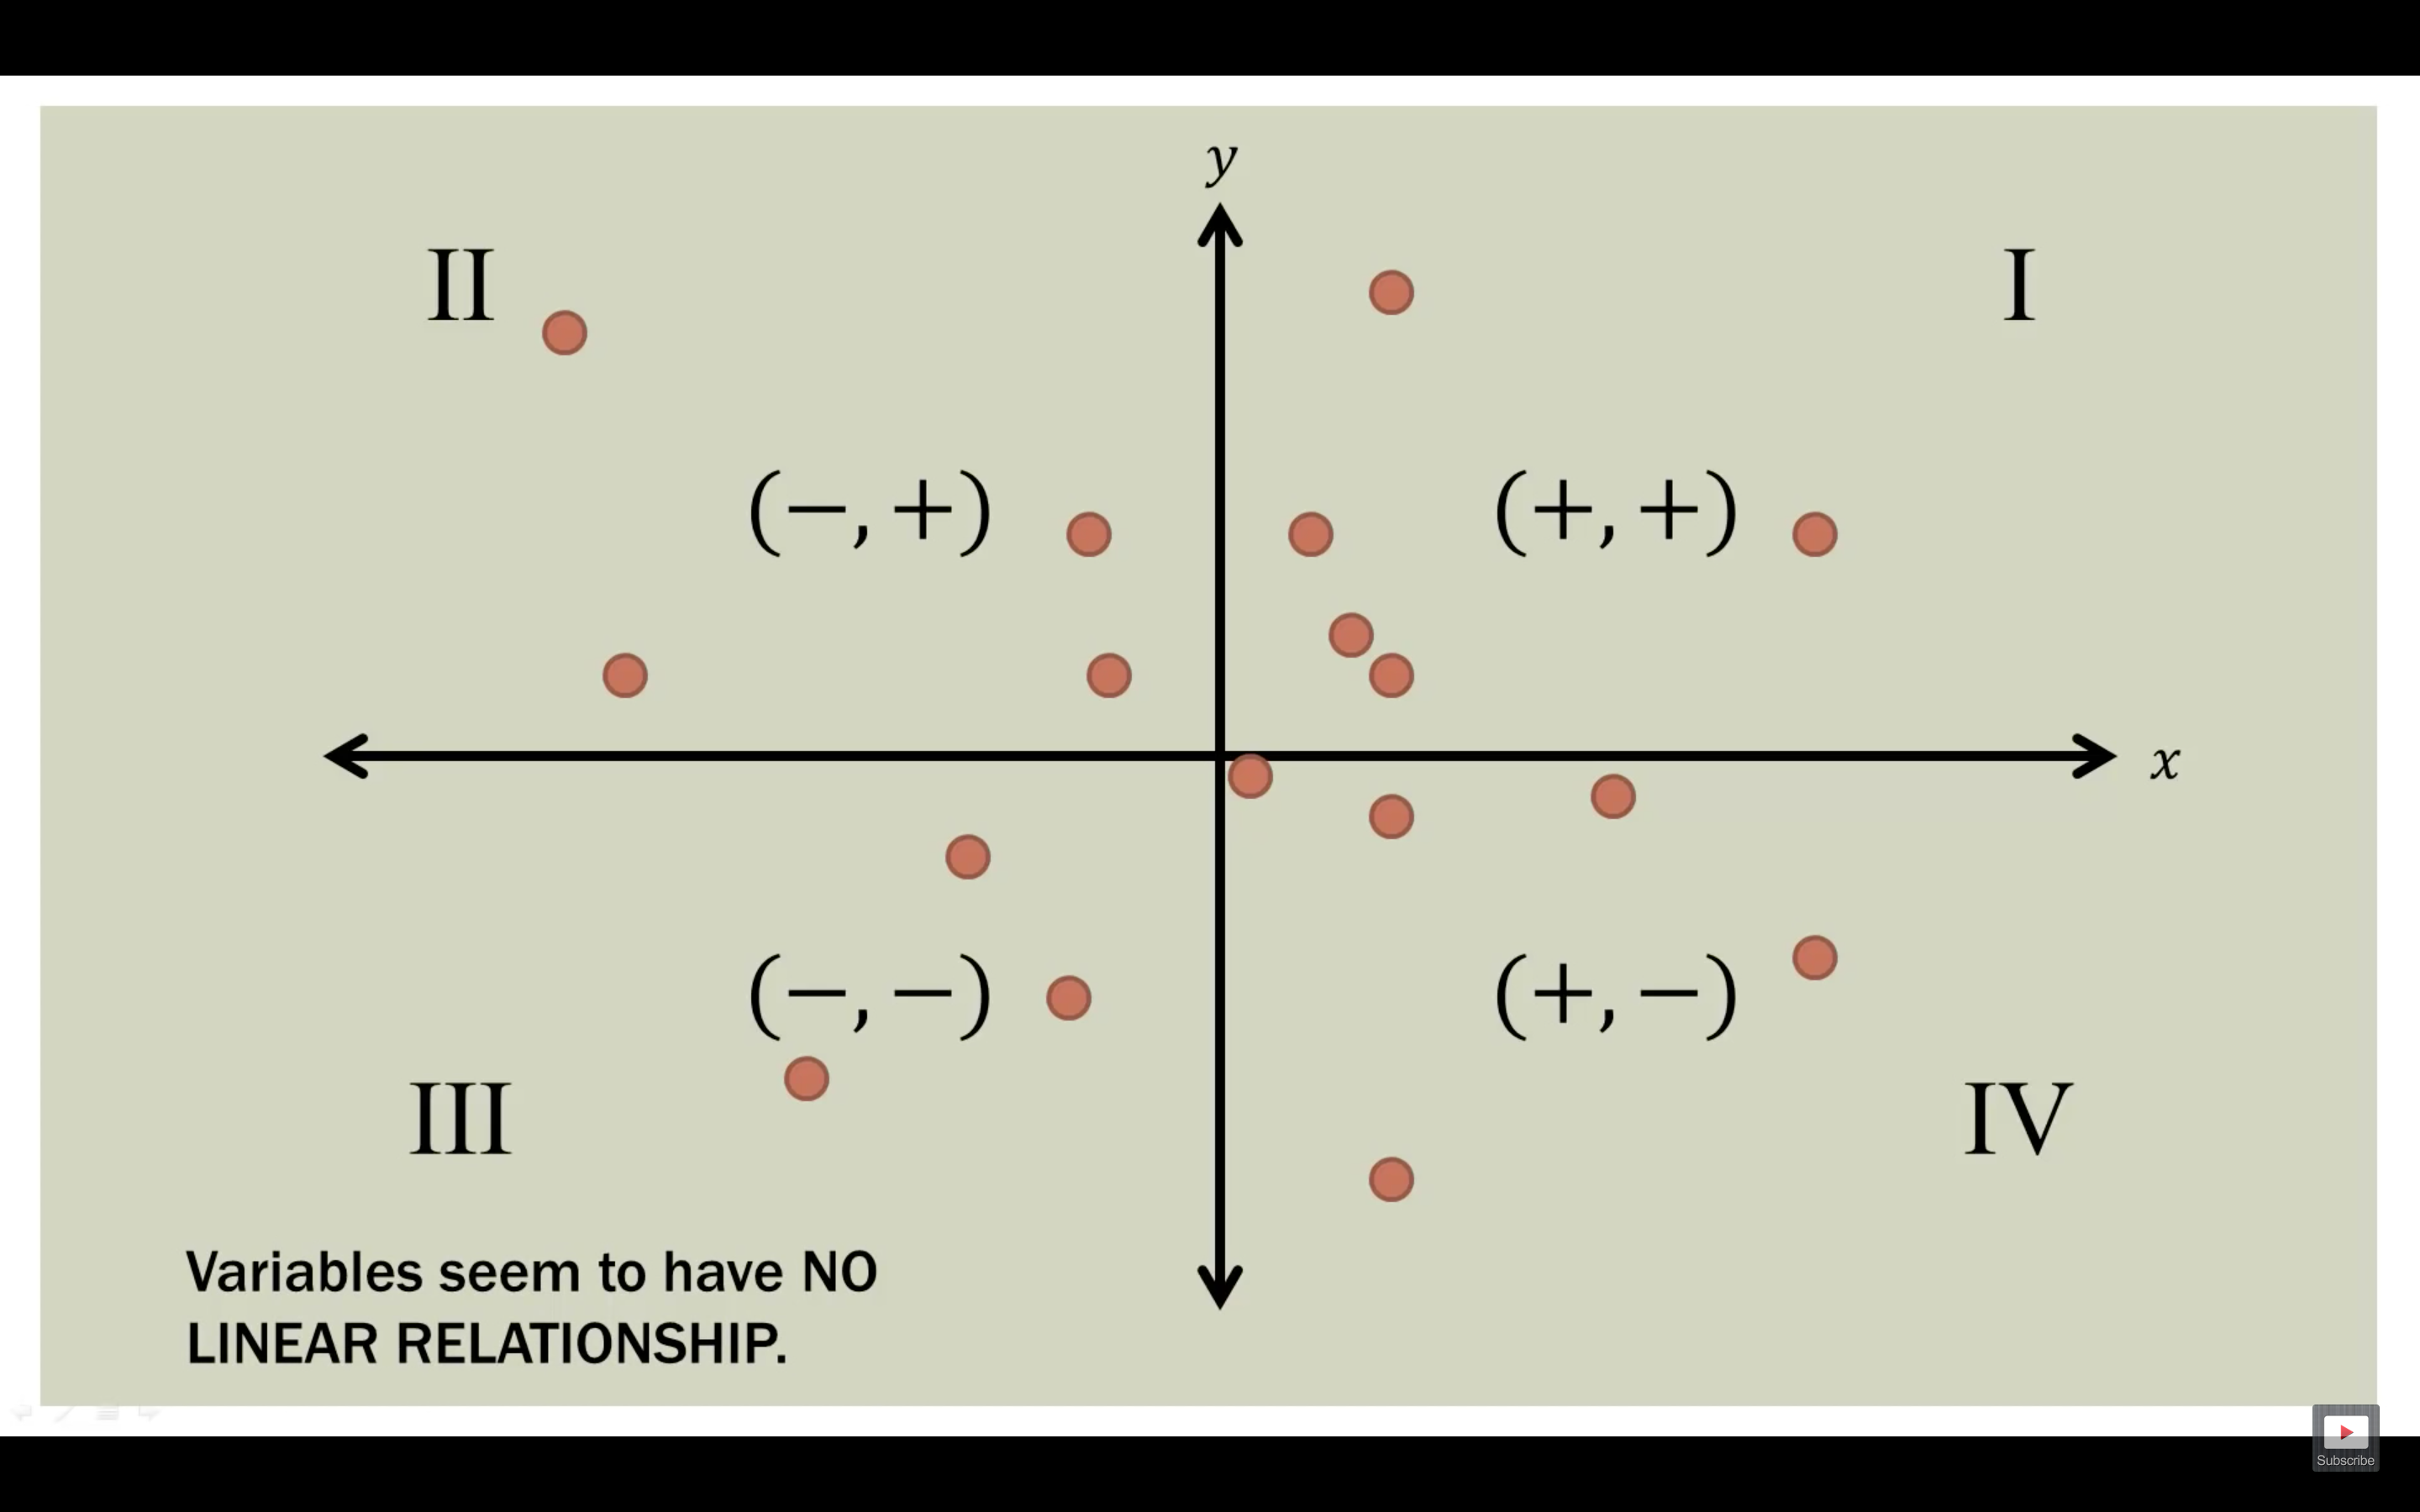 y
II
I
(−, +)
(+, +)
x
(−, −)
(+, −)
III
IV
Variables seem to have NO
LINEAR RELATIONSHIP.
Subscribe